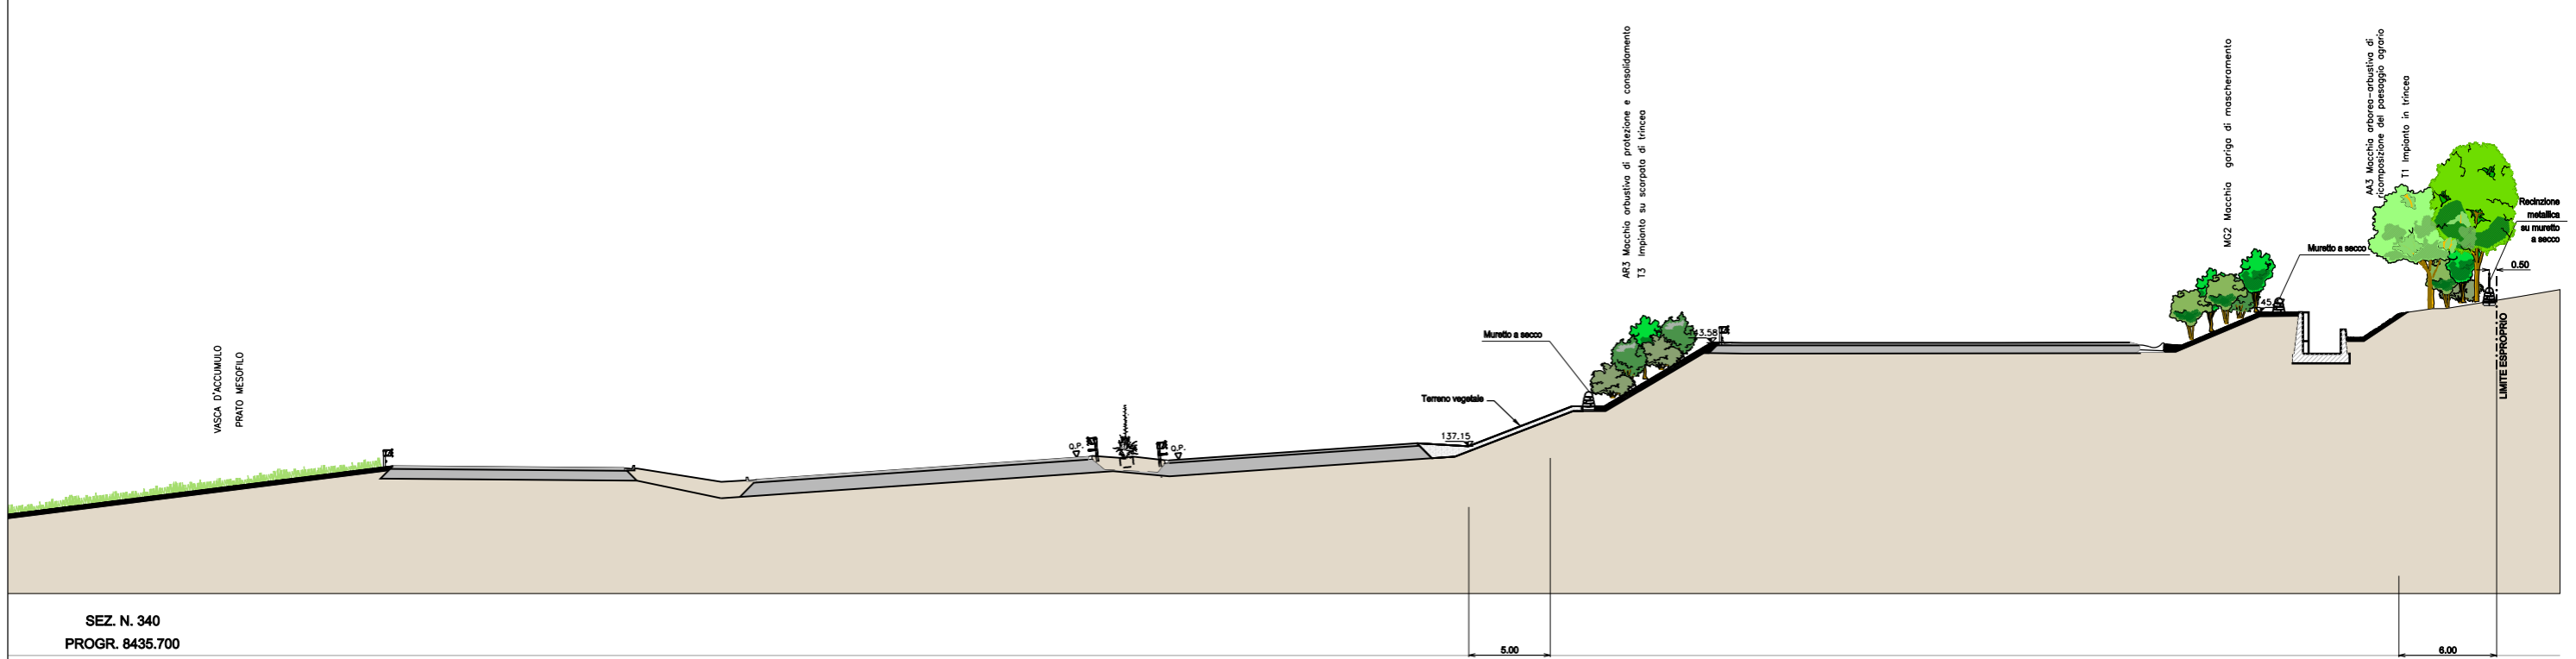 VASCA D'ACCUMULO
PRATO MESOFILO
Q.P.
Q.P.
137.15
Terreno vegetale
Muretto a secco
AR3 Macchia arbustiva di protezione e consolidamento
T3 Impianto su scarpata di trincea
43.58
MG2 Macchia gariga di mascheramento
Muretto a secco
45.
AA3 Macchia arborea-arbustiva di
ricomposizione del paesaggio agrario
T1 Impianto in trincea
Recinzione
metallica
su muretto
a secco
0.50
LIMITE ESPROPRIO
SEZ. N. 340
PROGR. 8435.700
5.00
6.00